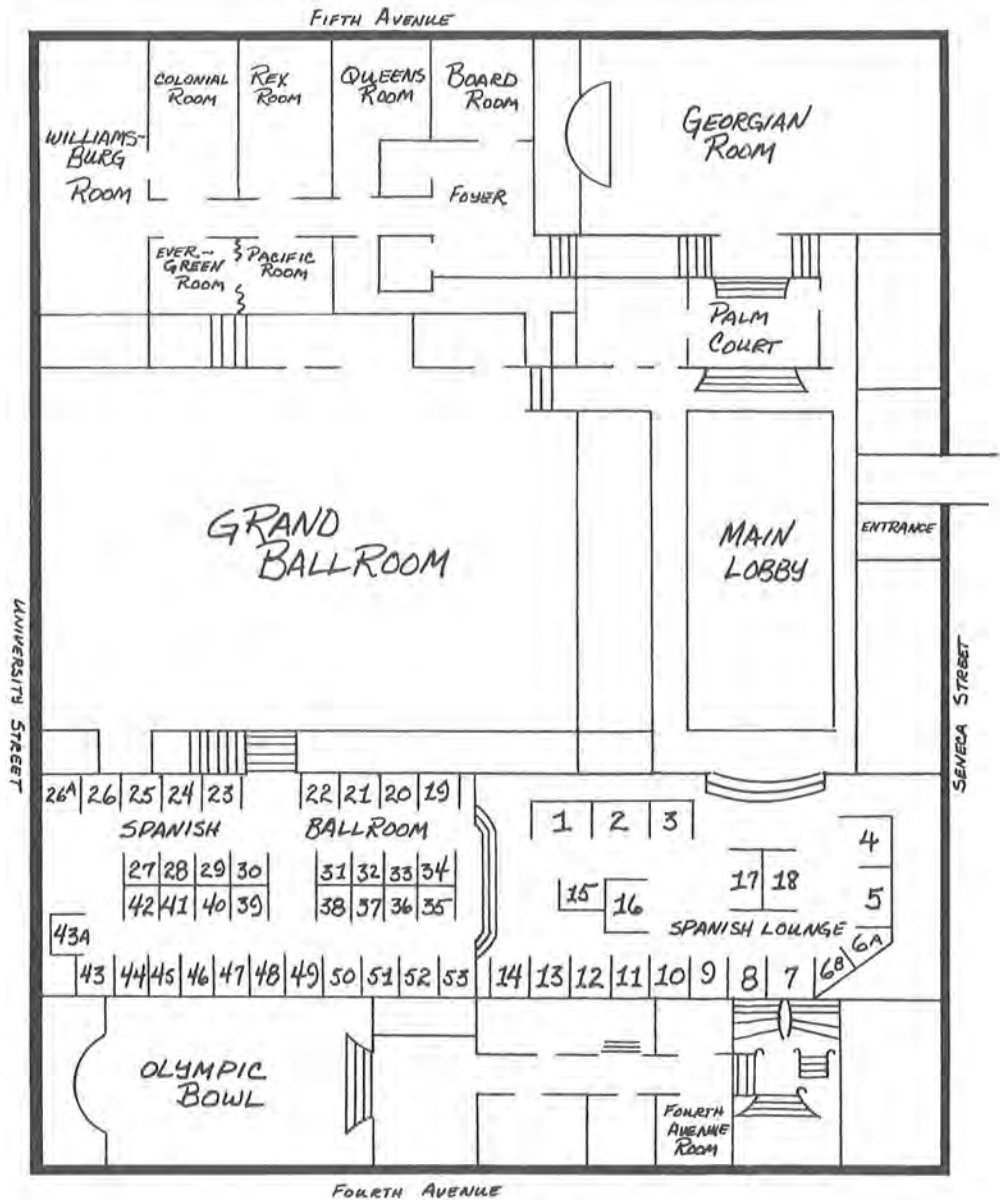 FIFTH AVENUE
COLONIAL
ROOM
REX
ROOM
QUEENS
ROOM
BOARD
ROOM
GEORGIAN
ROOM
WILLIAMS-
BURG
ROOM
FOYER
EVER-
GREEN
ROOM
PACIFIC
ROOM
PALM
COURT
GRAND
BALLROOM
MAIN
LOBBY
ENTRANCE
UNIVERSITY STREET
SENECA STREET
26A 26 25 24 23
22 21 20 19
SPANISH BALLROOM
27 28 29 30
31 32 33 34
42 41 40 39
38 37 36 35
43A
43 44 45 46 47 48 49 50 51 52 53
1 2 3
4
17 18
5
15
16
SPANISH LOUNGE
6A
6B
14 13 12 11 10 9 8 7
OLYMPIC
BOWL
FOURTH
AVENUE
ROOM
FOURTH AVENUE